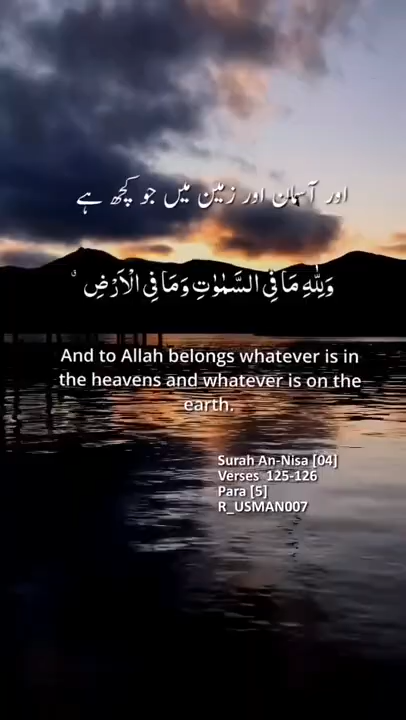 اور آسمان اور زمین میں جو کچھ ہے
وَلِلّٰهِ مَا فِي السَّمٰوٰتِ وَمَا فِي الْاَرْضِ ۗ
And to Allah belongs whatever is in
the heavens and whatever is on the
earth.
Surah An-Nisa [04]
Verses 125-126
Para [5]
R_USMAN007